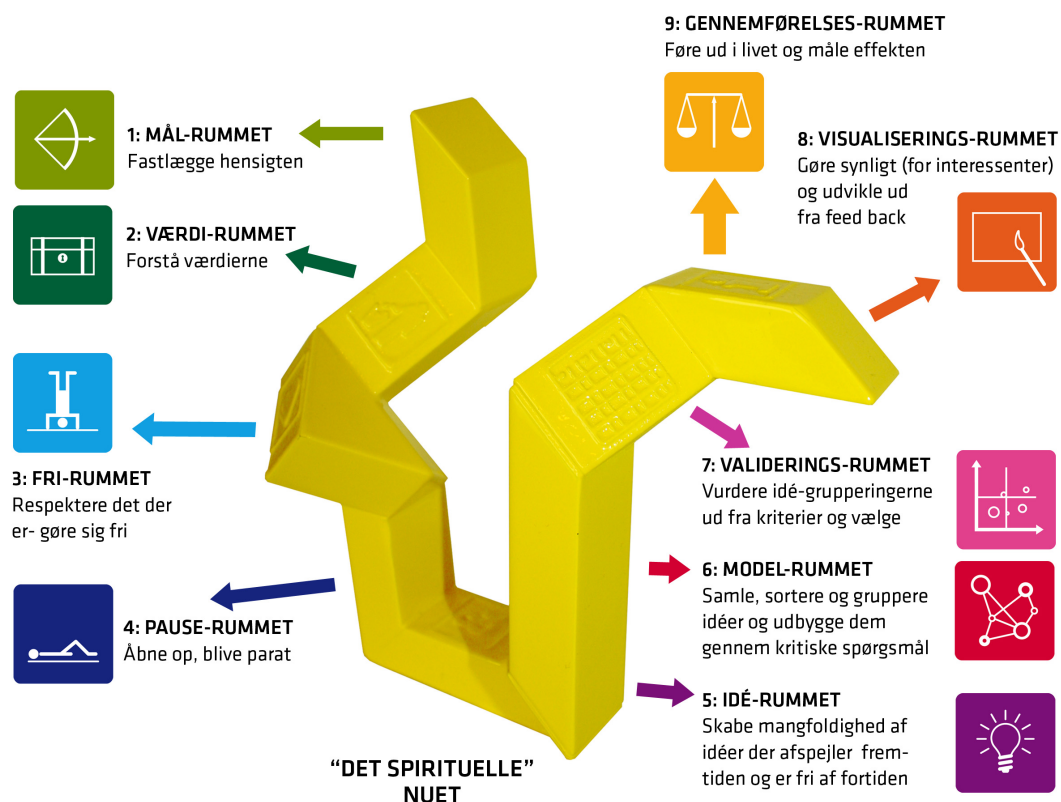 1: MÅL-RUMMET
Fastlægge hensigten
2: VÆRDI-RUMMET
Forstå værdierne
3: FRI-RUMMET
Respektere det der
er- gøre sig fri
4: PAUSE-RUMMET
Åbne op, blive parat
"DET SPIRITUELLE"
NUET
5: IDÉ-RUMMET
Skabe mangfoldighed af
idéer der afspejler frem-
tiden og er fri af fortiden
6: MODEL-RUMMET
Samle, sortere og gruppere
idéer og udbygge dem
gennem kritiske spørgsmål
7: VALIDERINGS-RUMMET
Vurdere idé-grupperingerne
ud fra kriterier og vælge
8: VISUALISERINGS-RUMMET
Gøre synligt (for interessenter)
og udvikle ud
fra feed back
9: GENNEMFØRELSES-RUMMET
Føre ud i livet og måle effekten